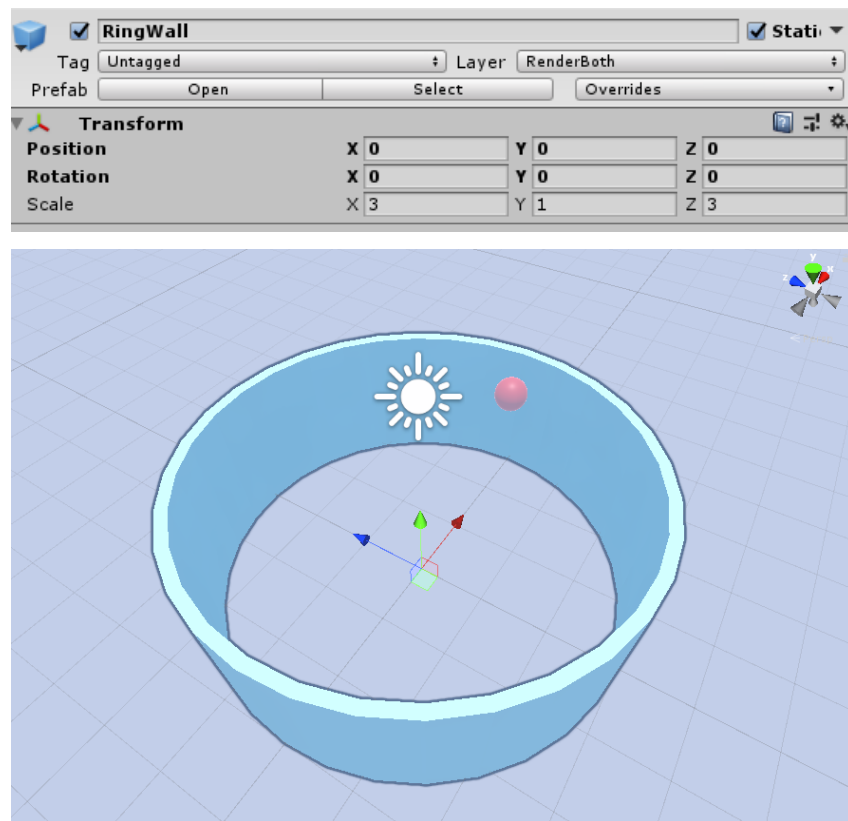 RingWall Stati
Tag Untagged Layer RenderBoth
Prefab Open Select Overrides
Transform
Position X 0 Y 0 Z 0
Rotation X 0 Y 0 Z 0
Scale X 3 Y 1 Z 3
y
z x